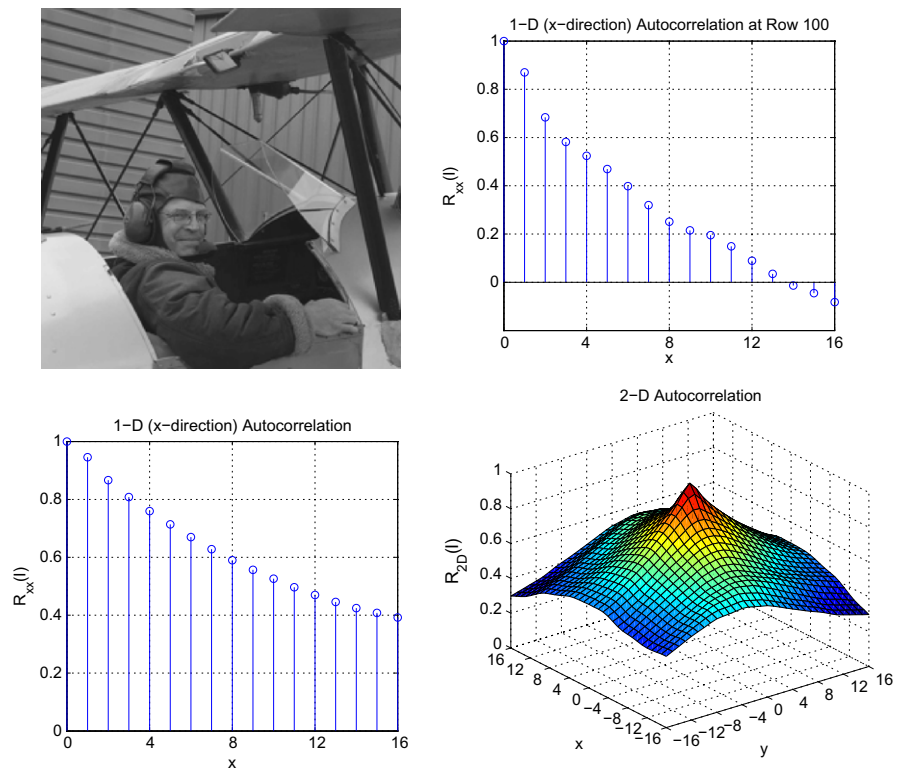 1−D (x−direction) Autocorrelation at Row 100
1
0.8
0.6
0.4
0.2
0
R_xx(l)
0 4 8 12 16
x
1−D (x−direction) Autocorrelation
1
0.8
0.6
0.4
0.2
0
R_xx(l)
0 4 8 12 16
x
2−D Autocorrelation
1
0.8
0.6
0.4
0.2
0
R_2D(l)
16 12 8 4 0 −4 −8 −12 −16
x
−16 −12 −8 −4 0 4 8 12 16
y